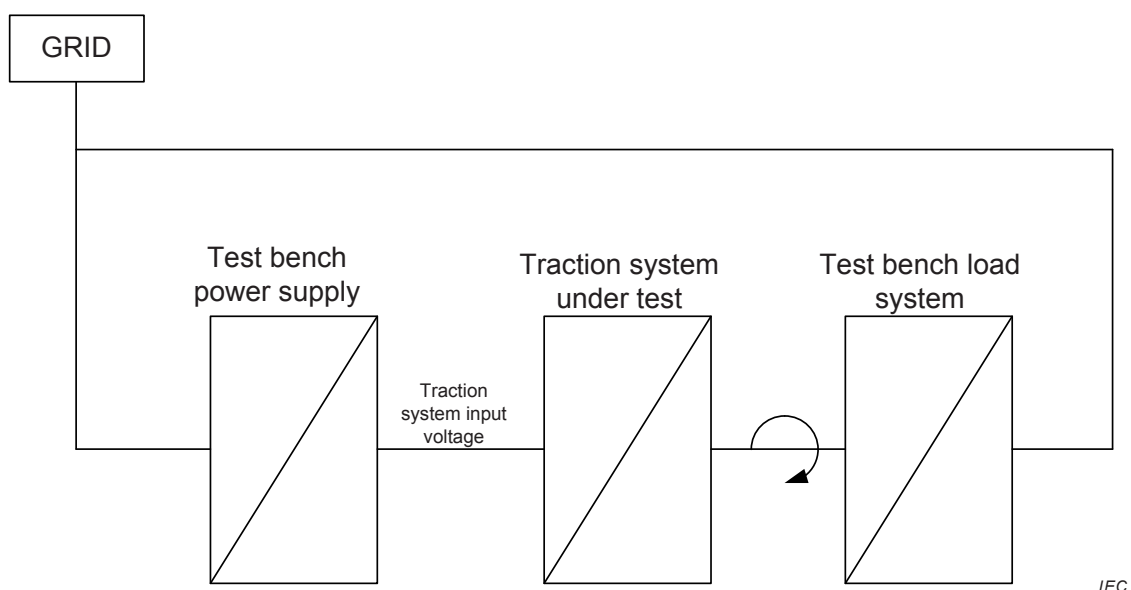 GRID
Test bench
power supply
Traction system
under test
Test bench load
system
Traction
system input
voltage
IEC